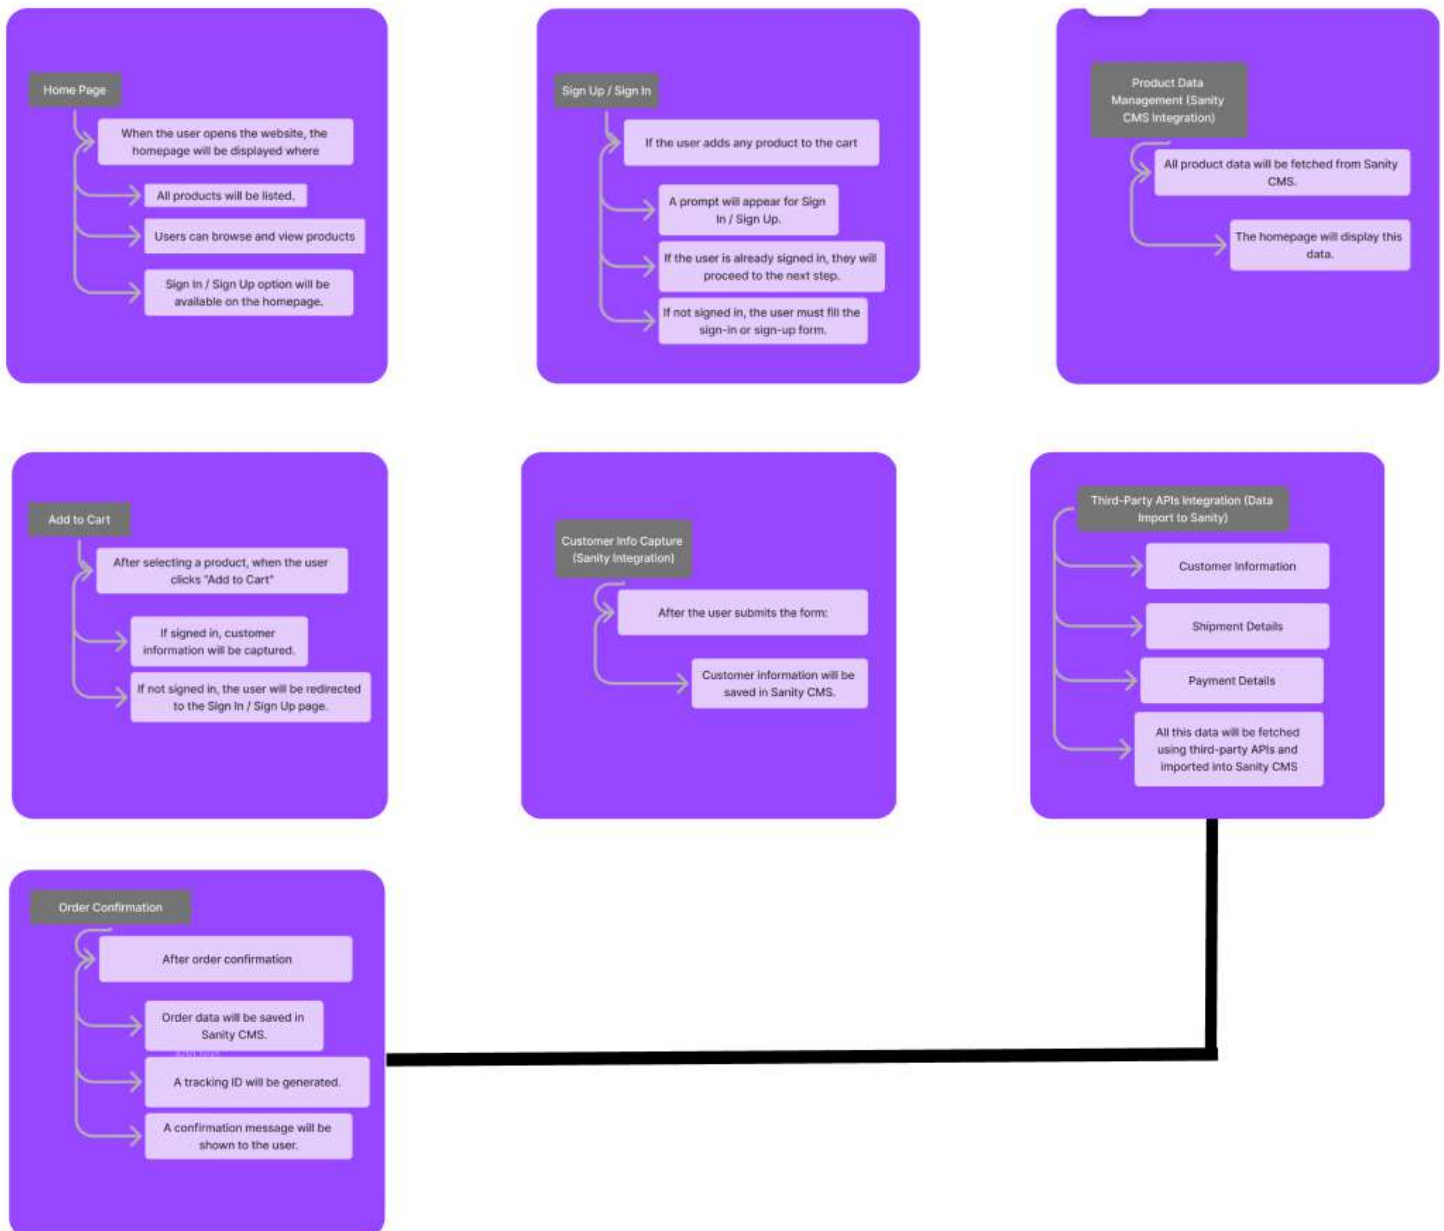 Home Page
When the user opens the website, the
homepage will be displayed where
All products will be listed.
Users can browse and view products
Sign In / Sign Up option will be
available on the homepage.
Sign Up / Sign In
If the user adds any product to the cart
A prompt will appear for Sign
In / Sign Up.
If the user is already signed in, they will
proceed to the next step.
If not signed in, the user must fill the
sign-in or sign-up form.
Product Data
Management (Sanity
CMS Integration)
All product data will be fetched from Sanity
CMS.
The homepage will display this
data.
Add to Cart
After selecting a product, when the user
clicks "Add to Cart"
If signed in, customer
information will be captured.
If not signed in, the user will be redirected
to the Sign In / Sign Up page.
Customer Info Capture
(Sanity Integration)
After the user submits the form:
Customer information will be
saved in Sanity CMS.
Third-Party APIs Integration (Data
Import to Sanity)
Customer Information
Shipment Details
Payment Details
All this data will be fetched
using third-party APIs and
imported into Sanity CMS
Order Confirmation
After order confirmation
Order data will be saved in
Sanity CMS.
A tracking ID will be generated.
A confirmation message will be
shown to the user.